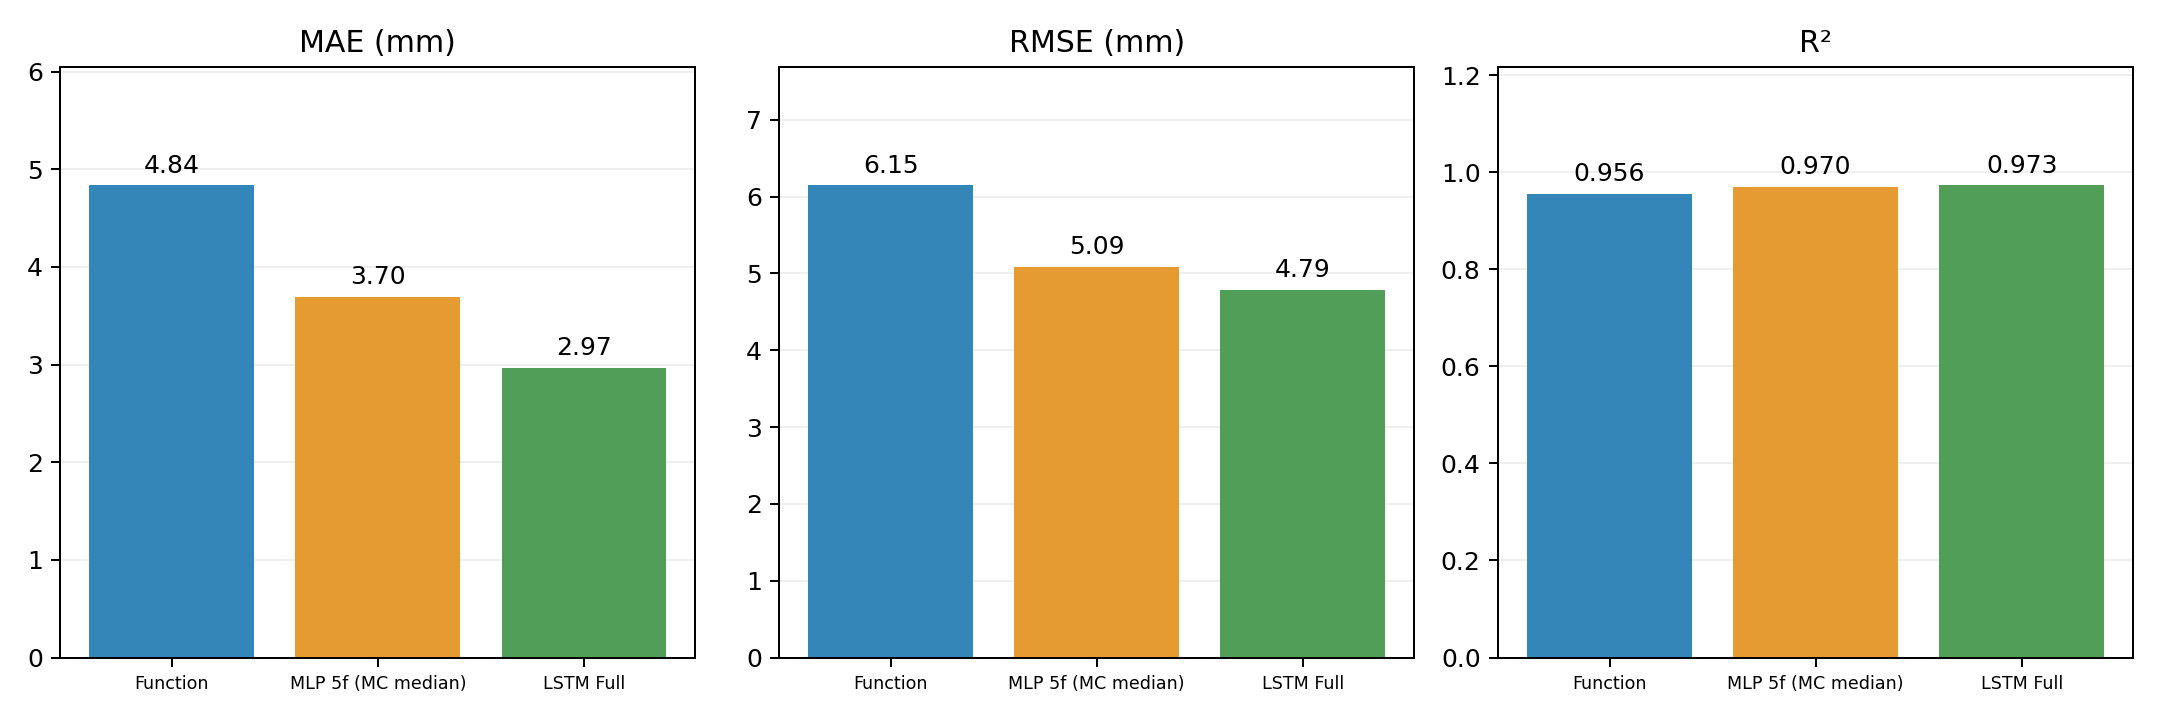 MAE (mm)
6
5
4
3
2
1
0
4.84
3.70
2.97
Function
MLP 5f (MC median)
LSTM Full
RMSE (mm)
7
6
5
4
3
2
1
0
6.15
5.09
4.79
Function
MLP 5f (MC median)
LSTM Full
R²
1.2
1.0
0.8
0.6
0.4
0.2
0.0
0.956
0.970
0.973
Function
MLP 5f (MC median)
LSTM Full